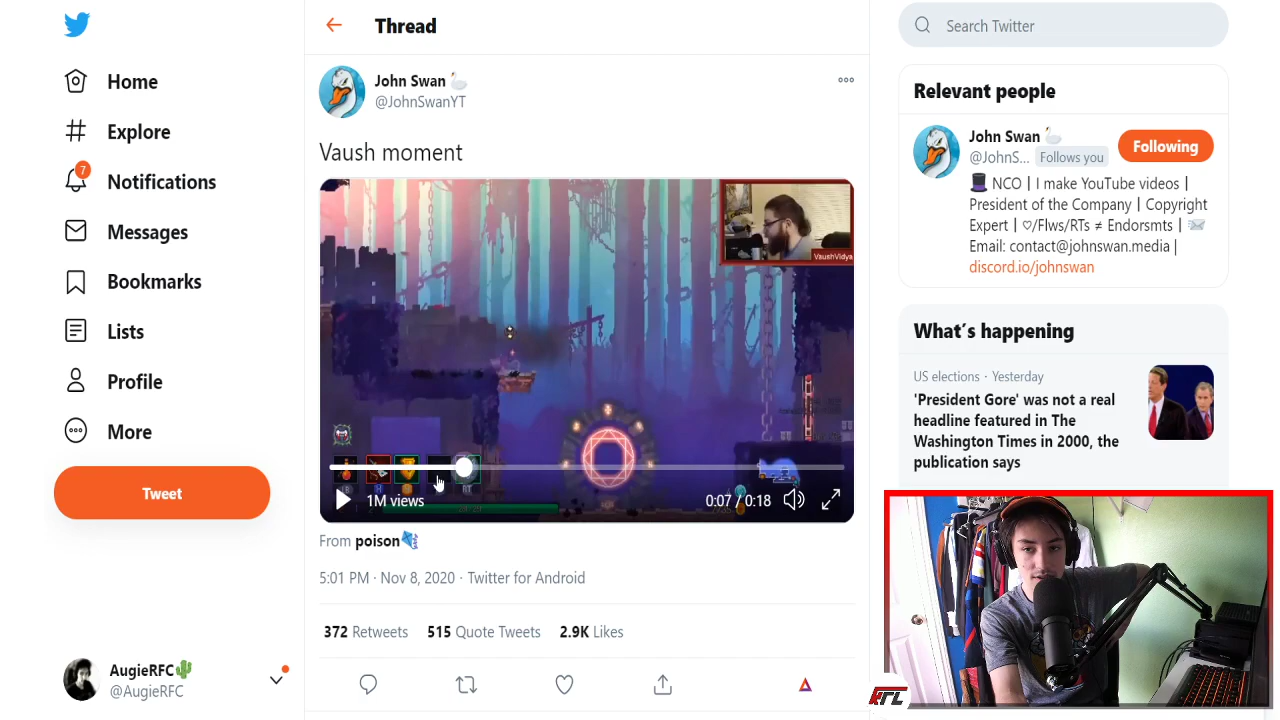 Home
Explore
7
Notifications
Messages
Bookmarks
Lists
Profile
More
Tweet
AugieRFC
@AugieRFC
Thread
John Swan
@JohnSwanYT
Vaush moment
VaushVidya
RT
1M views
0:07 / 0:18
From poison
5:01 PM · Nov 8, 2020 · Twitter for Android
372 Retweets 515 Quote Tweets 2.9K Likes
Search Twitter
Relevant people
John Swan
@JohnS... Follows you
Following
NCO | I make YouTube videos |
President of the Company | Copyright
Expert | ♡/Flws/RTs ≠ Endorsmts |
Email: contact@johnswan.media |
discord.io/johnswan
What's happening
US elections · Yesterday
'President Gore' was not a real
headline featured in The
Washington Times in 2000, the
publication says